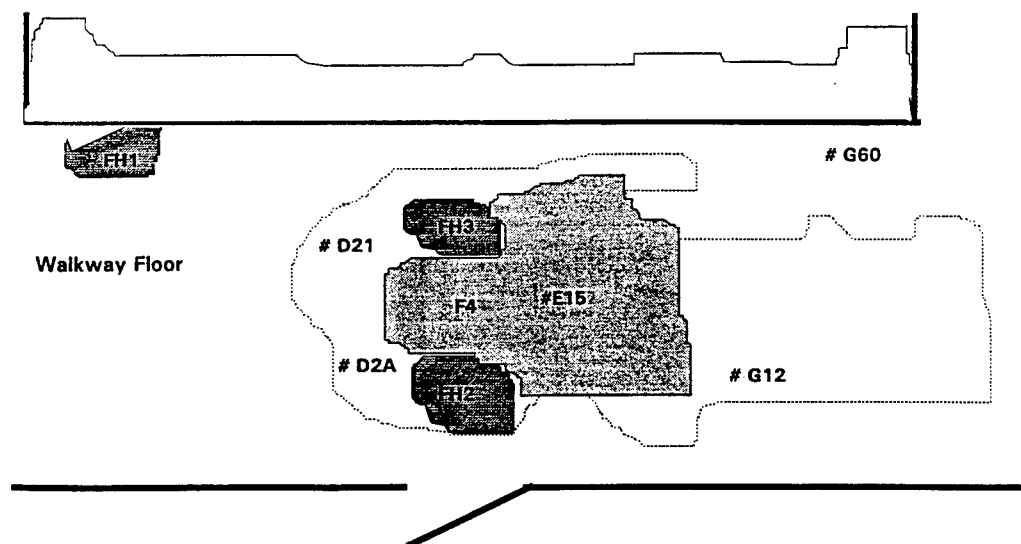 FH1
# G60
FH3
# D21
Walkway Floor
F4
#E15?
# D2A
# G12
FH2